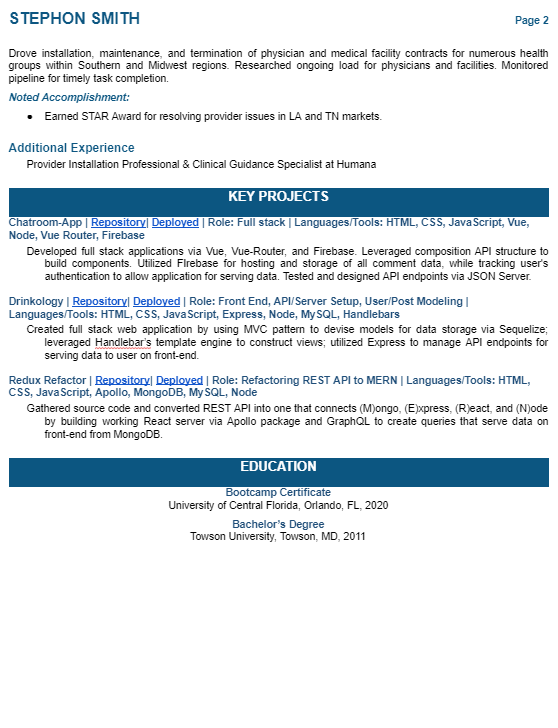 STEPHON SMITH
Page 2
Drove installation, maintenance, and termination of physician and medical facility contracts for numerous health
groups within Southern and Midwest regions. Researched ongoing load for physicians and facilities. Monitored
pipeline for timely task completion.
Noted Accomplishment:
● Earned STAR Award for resolving provider issues in LA and TN markets.
Additional Experience
Provider Installation Professional & Clinical Guidance Specialist at Humana
KEY PROJECTS
Chatroom-App | Repository| Deployed | Role: Full stack | Languages/Tools: HTML, CSS, JavaScript, Vue,
Node, Vue Router, Firebase
Developed full stack applications via Vue, Vue-Router, and Firebase. Leveraged composition API structure to
build components. Utilized FIrebase for hosting and storage of all comment data, while tracking user's
authentication to allow application for serving data. Tested and designed API endpoints via JSON Server.
Drinkology | Repository| Deployed | Role: Front End, API/Server Setup, User/Post Modeling |
Languages/Tools: HTML, CSS, JavaScript, Express, Node, MySQL, Handlebars
Created full stack web application by using MVC pattern to devise models for data storage via Sequelize;
leveraged Handlebar's template engine to construct views; utilized Express to manage API endpoints for
serving data to user on front-end.
Redux Refactor | Repository| Deployed | Role: Refactoring REST API to MERN | Languages/Tools: HTML,
CSS, JavaScript, Apollo, MongoDB, MySQL, Node
Gathered source code and converted REST API into one that connects (M)ongo, (E)xpress, (R)eact, and (N)ode
by building working React server via Apollo package and GraphQL to create queries that serve data on
front-end from MongoDB.
EDUCATION
Bootcamp Certificate
University of Central Florida, Orlando, FL, 2020
Bachelor's Degree
Towson University, Towson, MD, 2011